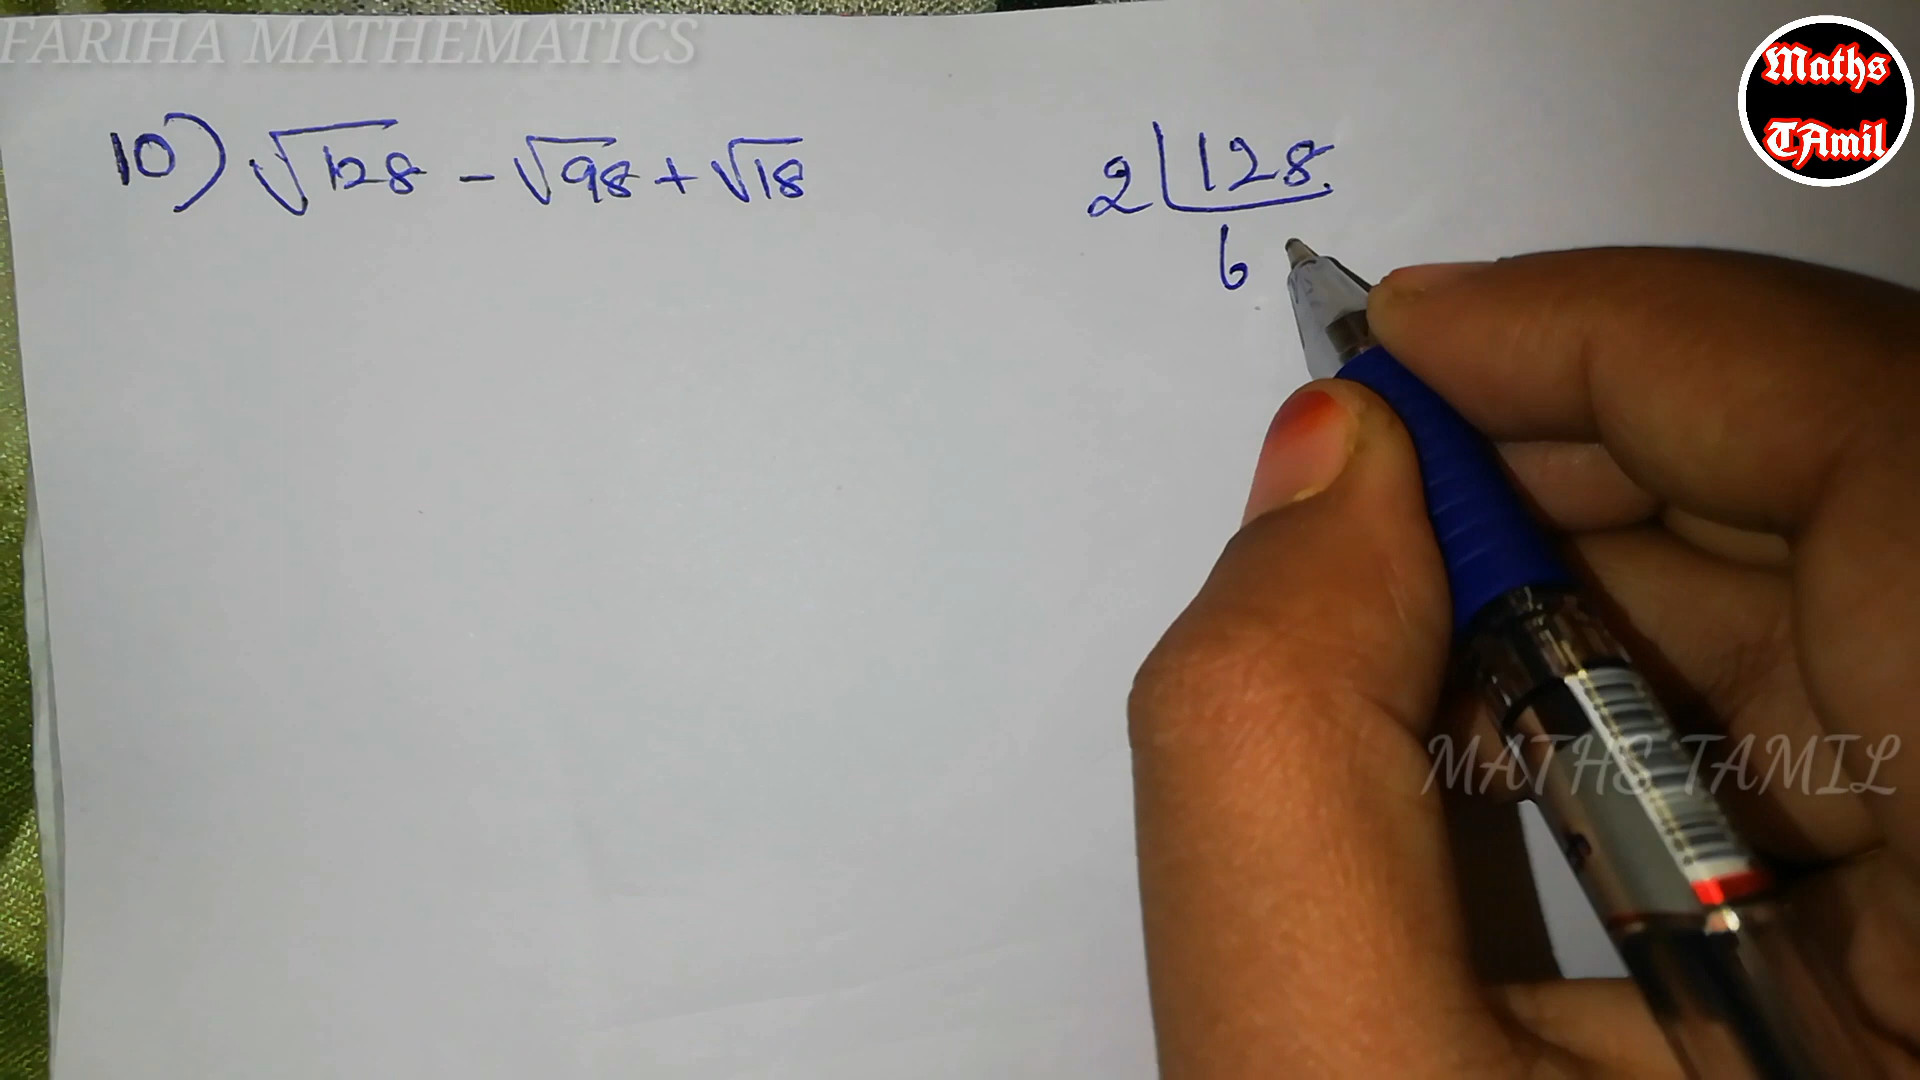 FARIHA MATHEMATICS
Maths
TAmil
10) √128 - √98 + √18
2 | 128
6
MATHS TAMIL